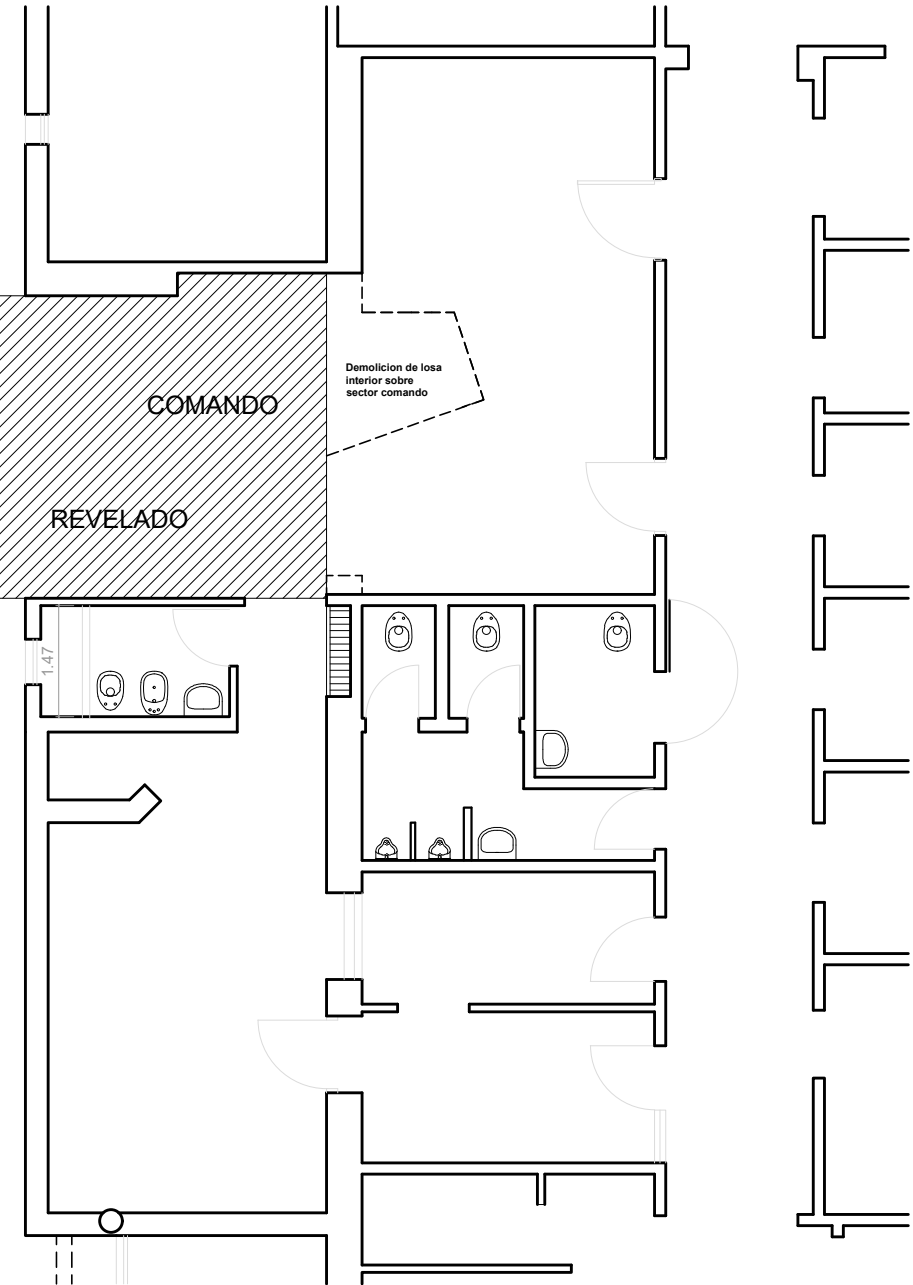 Demolicion de losa
interior sobre
sector comando
COMANDO
REVELADO
1.47